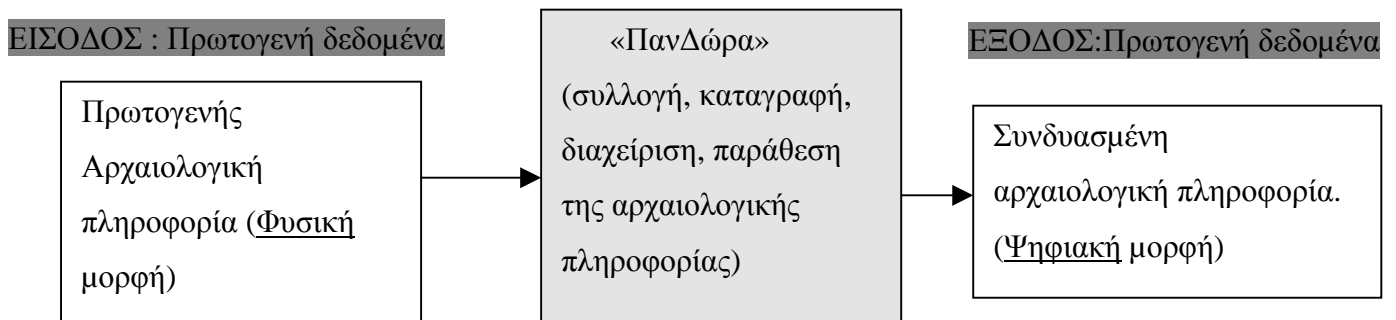 ΕΙΣΟΔΟΣ : Πρωτογενή δεδομένα
Πρωτογενής
Αρχαιολογική
πληροφορία (Φυσική
μορφή)
«ΠανΔώρα»
(συλλογή, καταγραφή,
διαχείριση, παράθεση
της αρχαιολογικής
πληροφορίας)
ΕΞΟΔΟΣ:Πρωτογενή δεδομένα
Συνδυασμένη
αρχαιολογική πληροφορία.
(Ψηφιακή μορφή)